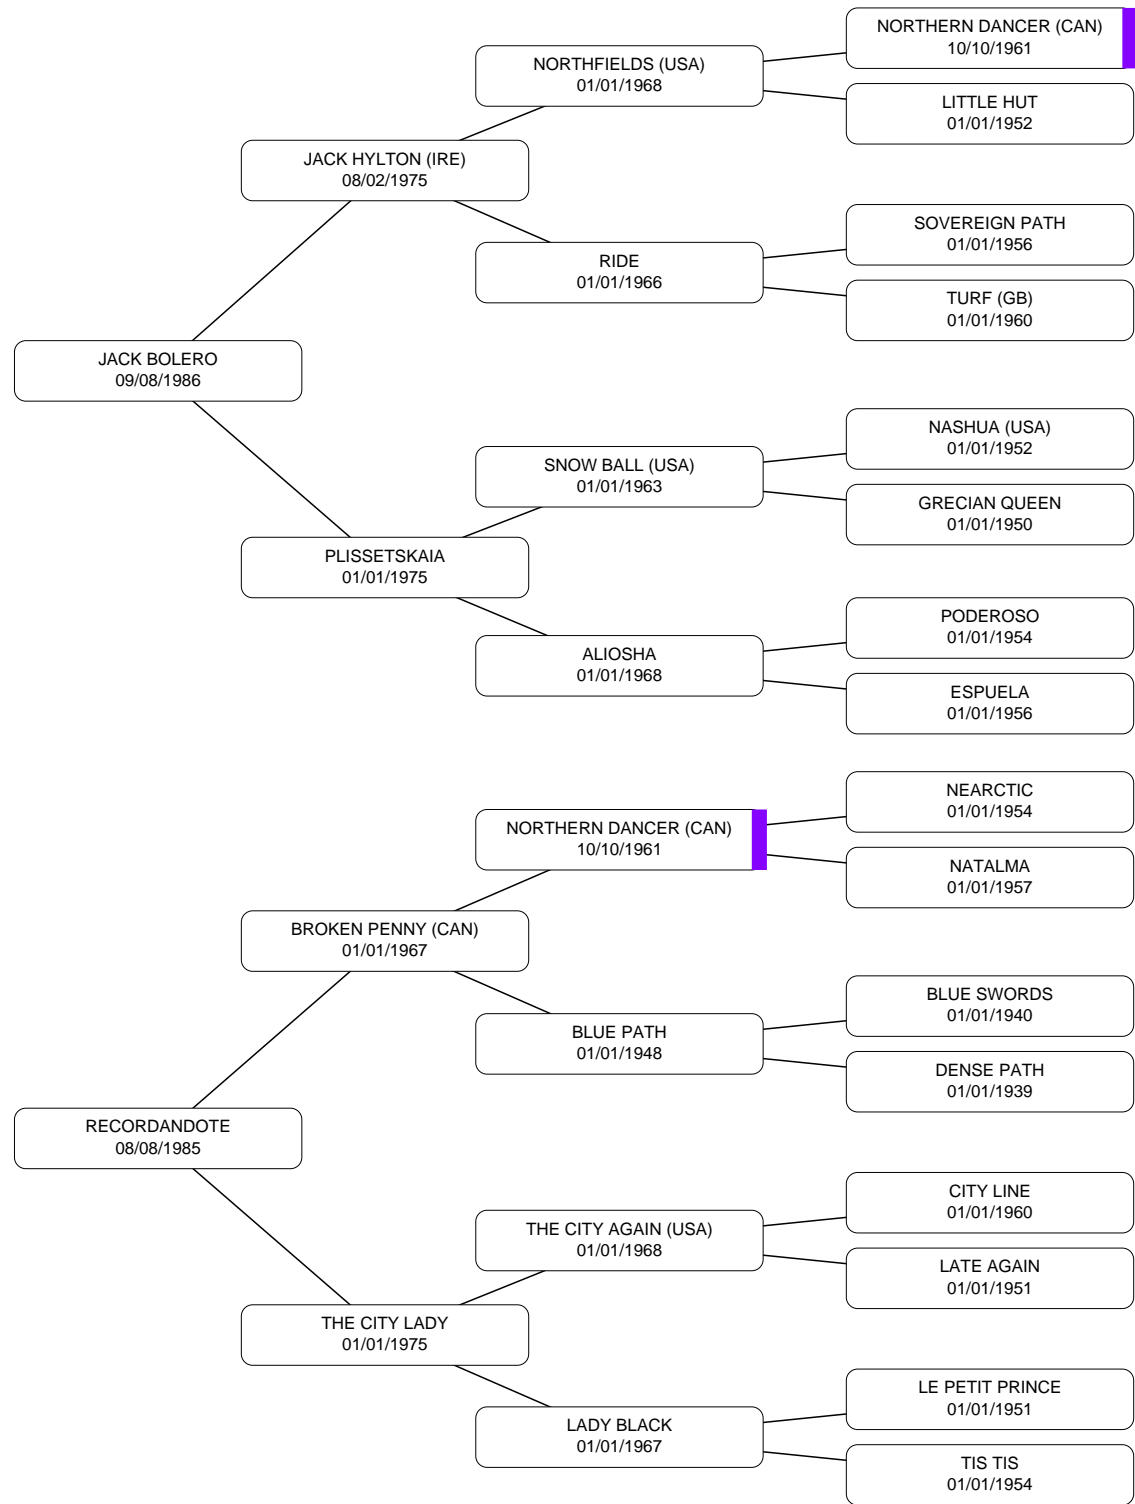 NORTHERN DANCER (CAN)
10/10/1961
NORTHFIELDS (USA)
01/01/1968
LITTLE HUT
01/01/1952
JACK HYLTON (IRE)
08/02/1975
SOVEREIGN PATH
01/01/1956
RIDE
01/01/1966
TURF (GB)
01/01/1960
JACK BOLERO
09/08/1986
NASHUA (USA)
01/01/1952
SNOW BALL (USA)
01/01/1963
GRECIAN QUEEN
01/01/1950
PLISSETSKAIA
01/01/1975
PODEROSO
01/01/1954
ALIOSHA
01/01/1968
ESPUELA
01/01/1956
NEARCTIC
01/01/1954
NORTHERN DANCER (CAN)
10/10/1961
NATALMA
01/01/1957
BROKEN PENNY (CAN)
01/01/1967
BLUE SWORDS
01/01/1940
BLUE PATH
01/01/1948
DENSE PATH
01/01/1939
RECORDANDOTE
08/08/1985
CITY LINE
01/01/1960
THE CITY AGAIN (USA)
01/01/1968
LATE AGAIN
01/01/1951
THE CITY LADY
01/01/1975
LE PETIT PRINCE
01/01/1951
LADY BLACK
01/01/1967
TIS TIS
01/01/1954